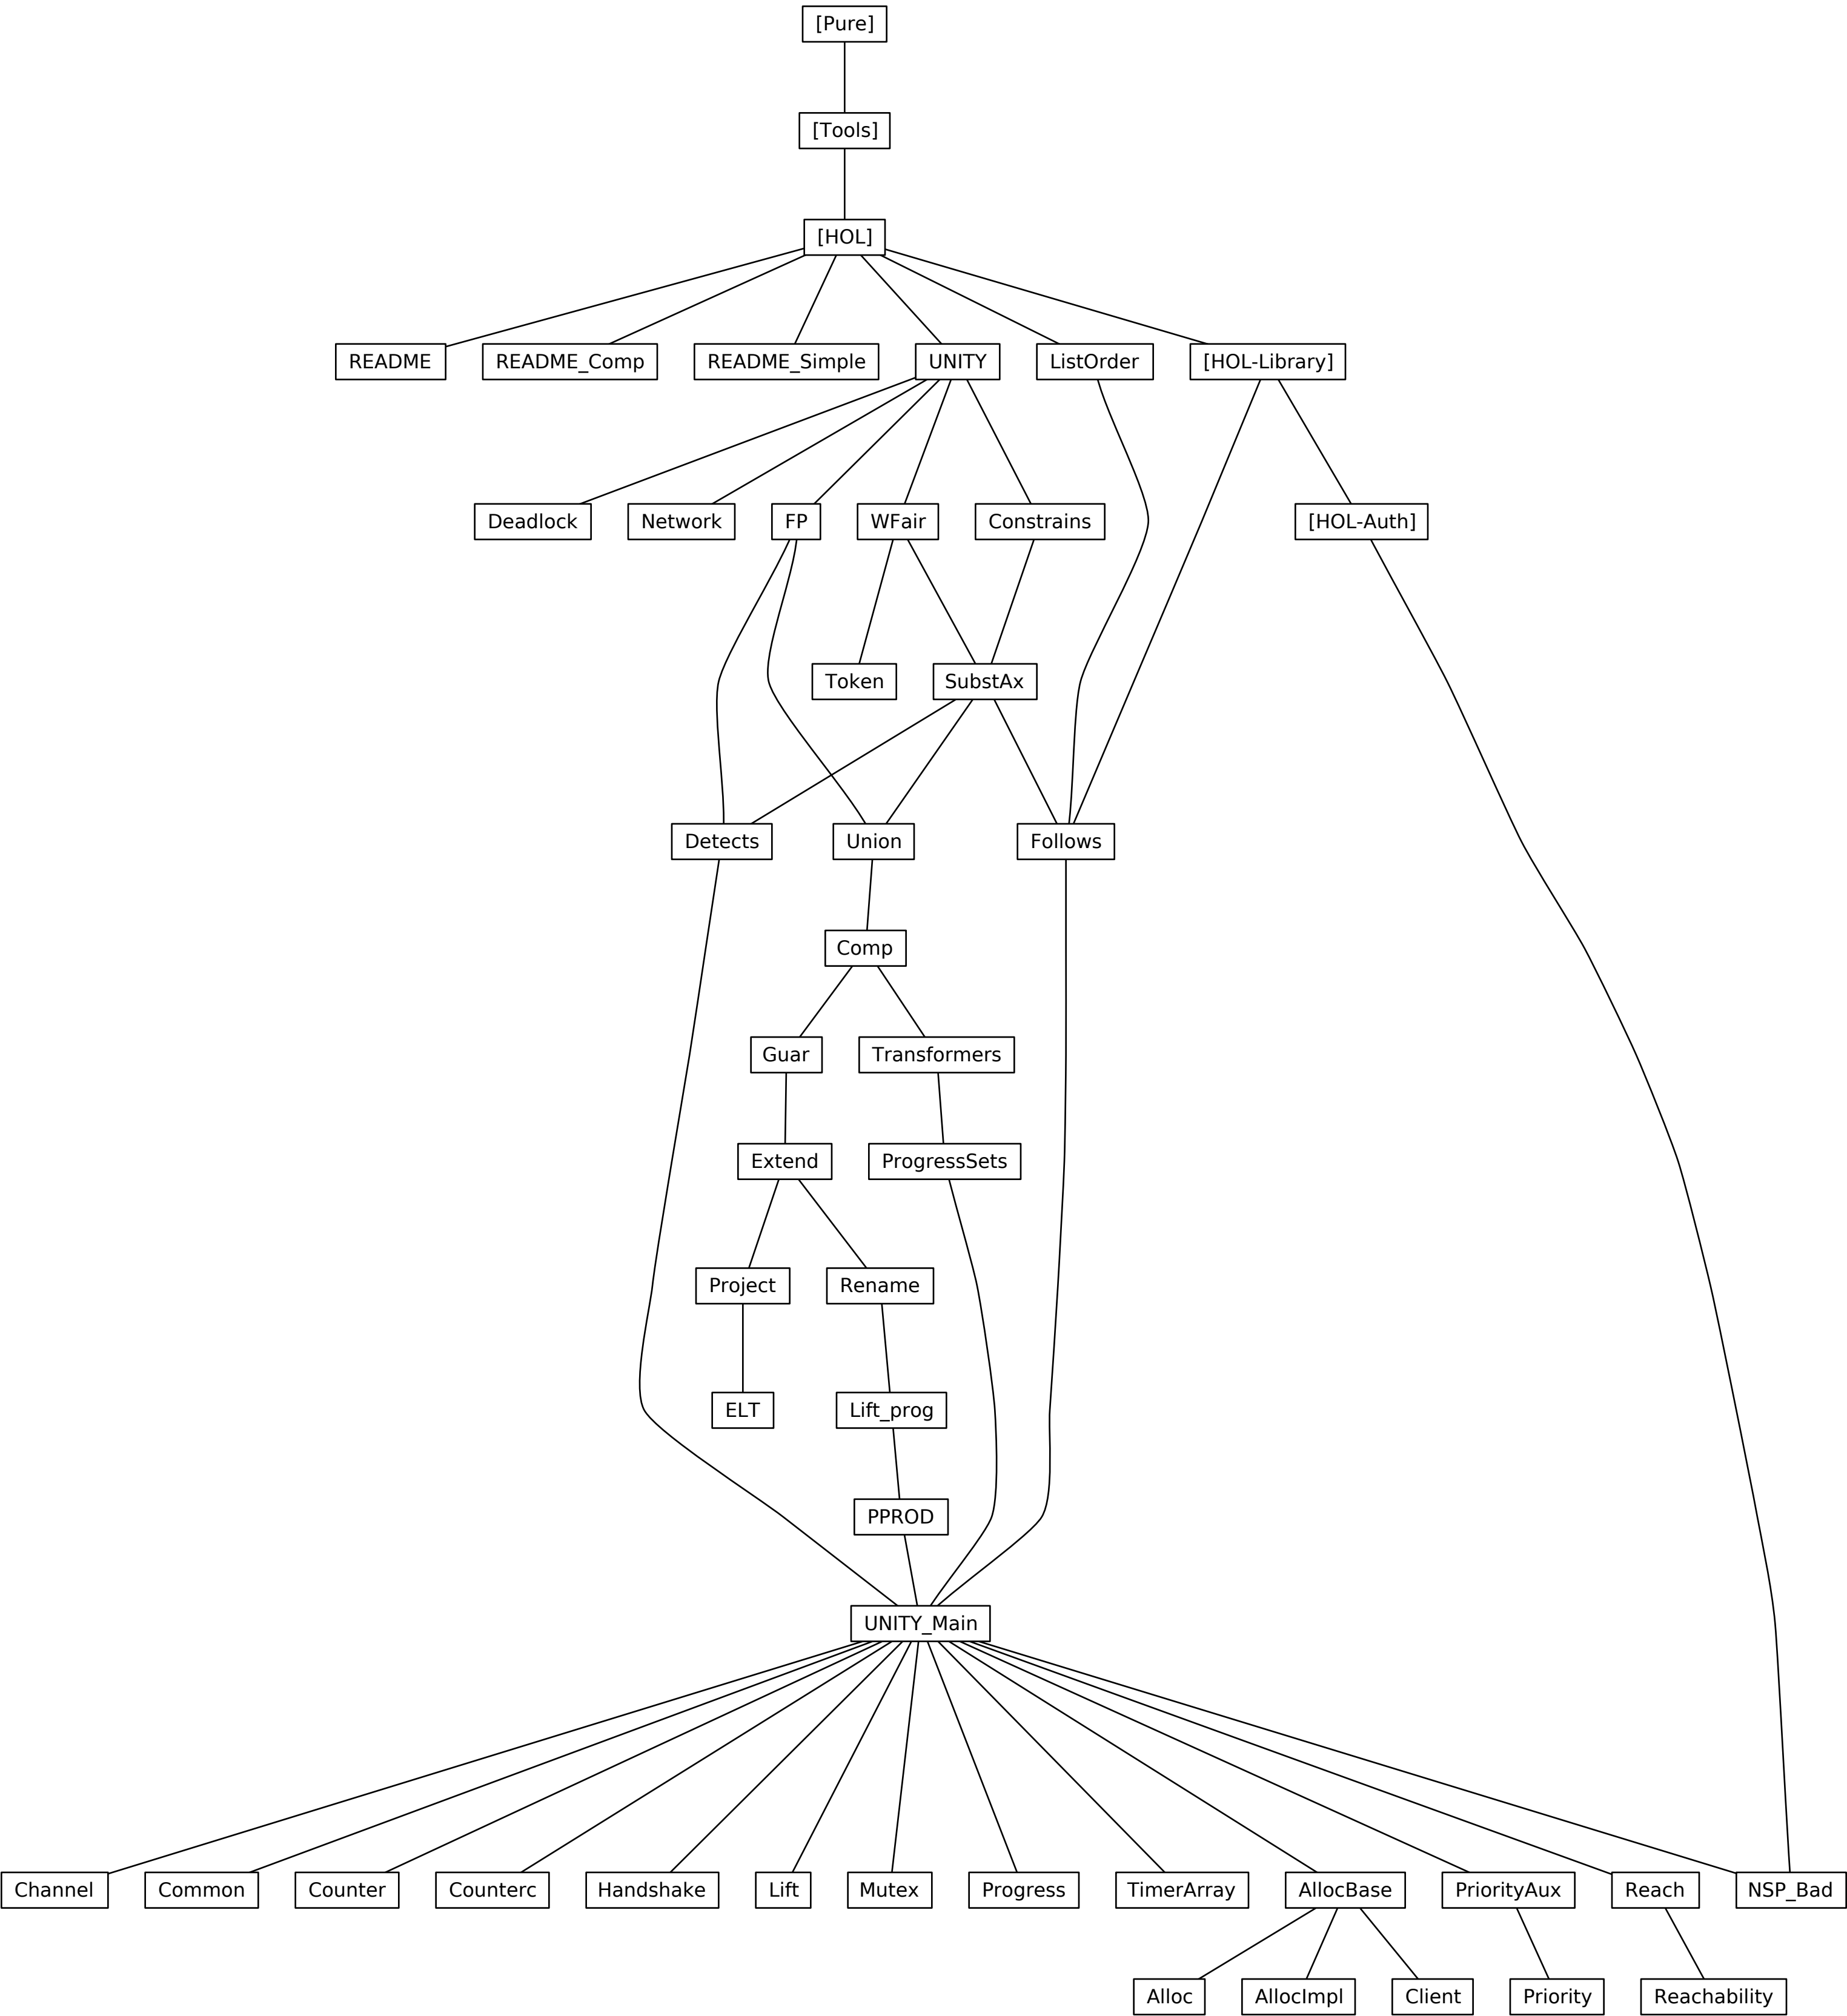 [Pure]
[Tools]
[HOL]
README
README_Comp
README_Simple
UNITY
ListOrder
[HOL-Library]
Deadlock
Network
FP
WFair
Constrains
[HOL-Auth]
Token
SubstAx
Detects
Union
Follows
Comp
Guar
Transformers
Extend
ProgressSets
Project
Rename
ELT
Lift_prog
PPROD
UNITY_Main
Channel
Common
Counter
Counterc
Handshake
Lift
Mutex
Progress
TimerArray
AllocBase
PriorityAux
Reach
NSP_Bad
Alloc
AllocImpl
Client
Priority
Reachability